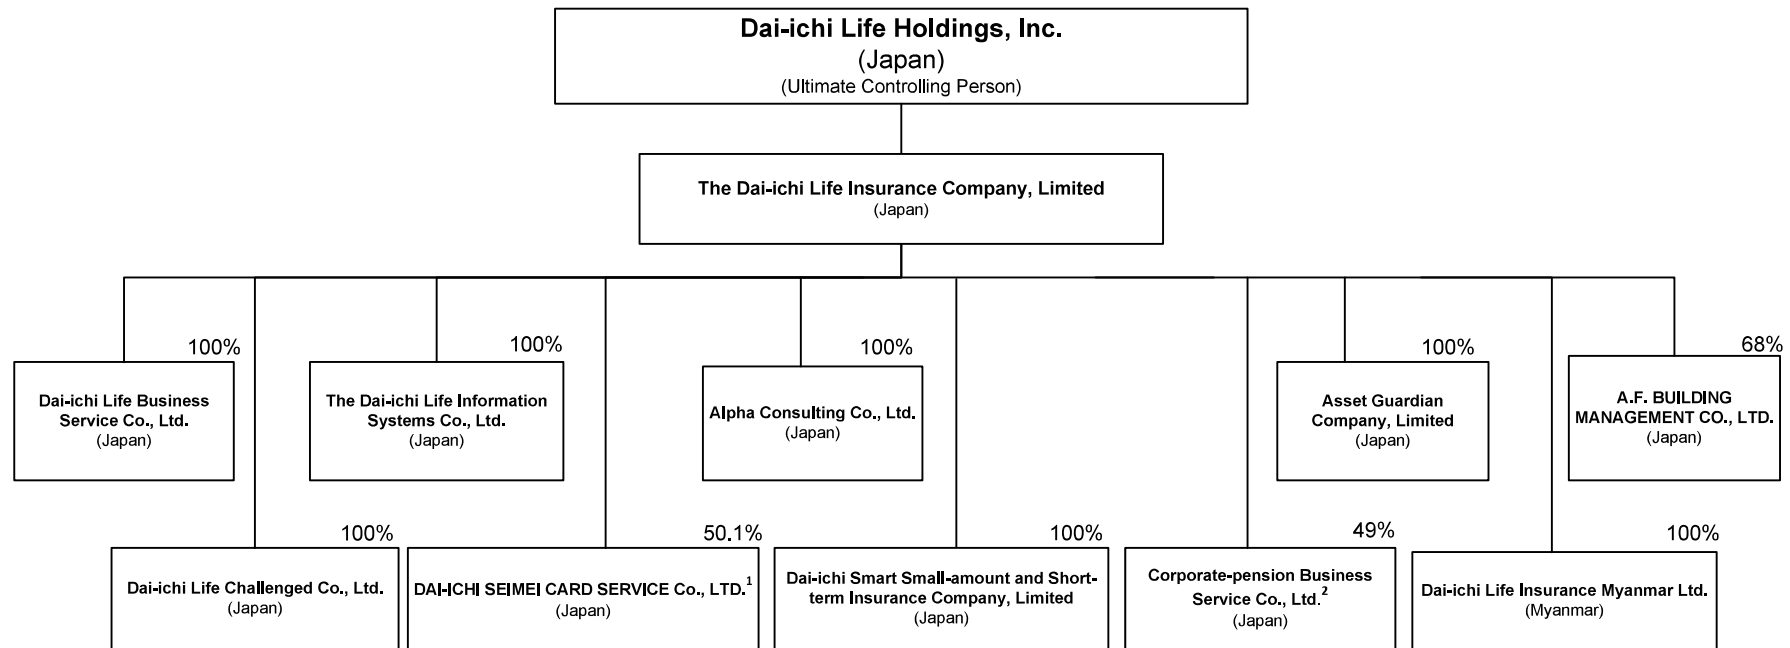 Dai-ichi Life Holdings, Inc.
(Japan)
(Ultimate Controlling Person)
The Dai-ichi Life Insurance Company, Limited
(Japan)
100%
Dai-ichi Life Business
Service Co., Ltd.
(Japan)
100%
The Dai-ichi Life Information
Systems Co., Ltd.
(Japan)
100%
Alpha Consulting Co., Ltd.
(Japan)
100%
Asset Guardian
Company, Limited
(Japan)
68%
A.F. BUILDING
MANAGEMENT CO., LTD.
(Japan)
100%
Dai-ichi Life Challenged Co., Ltd.
(Japan)
50.1%
DAI-ICHI SEIMEI CARD SERVICE Co., LTD.¹
(Japan)
100%
Dai-ichi Smart Small-amount and Short-
term Insurance Company, Limited
(Japan)
49%
Corporate-pension Business
Service Co., Ltd.²
(Japan)
100%
Dai-ichi Life Insurance Myanmar Ltd.
(Myanmar)